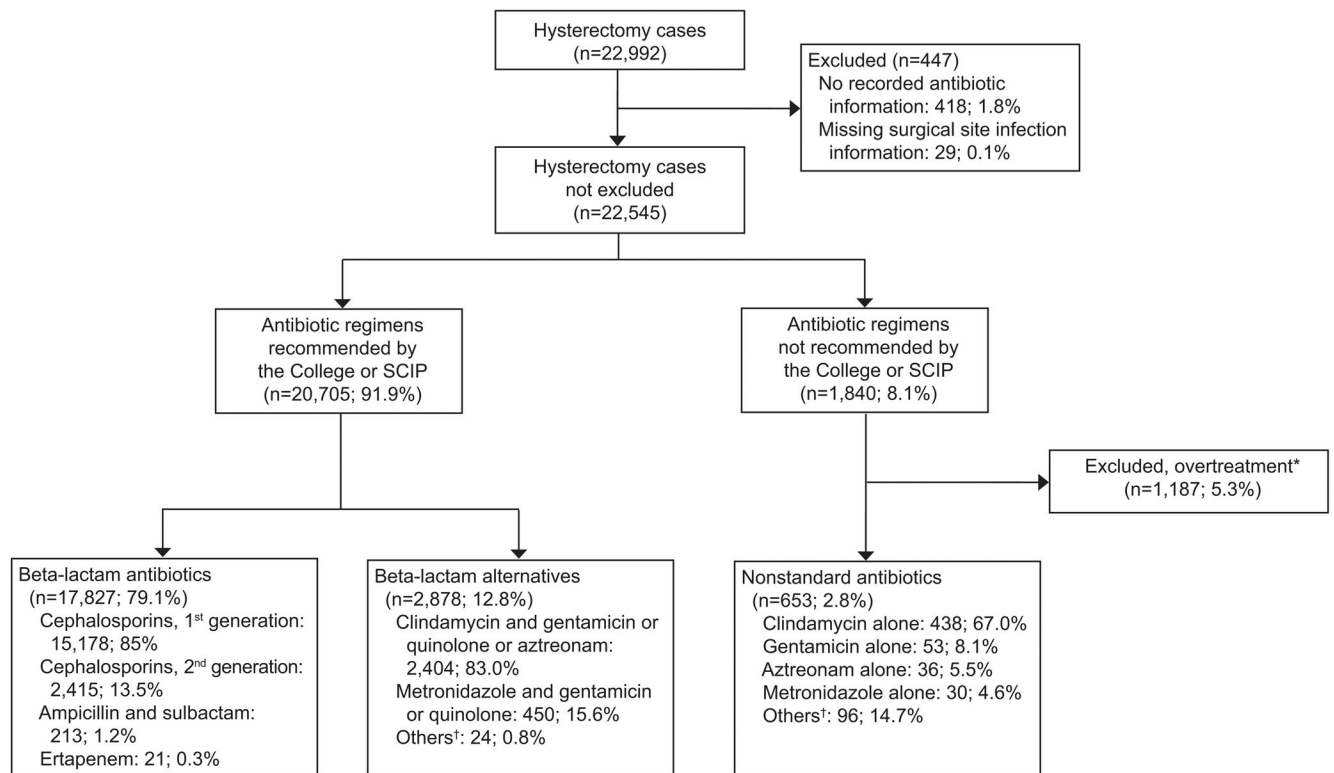 Hysterectomy cases
(n=22,992)
Excluded (n=447)
No recorded antibiotic
information: 418; 1.8%
Missing surgical site infection
information: 29; 0.1%
Hysterectomy cases
not excluded
(n=22,545)
Antibiotic regimens
recommended by
the College or SCIP
(n=20,705; 91.9%)
Antibiotic regimens
not recommended by
the College or SCIP
(n=1,840; 8.1%)
Excluded, overtreatment*
(n=1,187; 5.3%)
Beta-lactam antibiotics
(n=17,827; 79.1%)
Cephalosporins, 1st generation:
15,178; 85%
Cephalosporins, 2nd generation:
2,415; 13.5%
Ampicillin and sulbactam:
213; 1.2%
Ertapenem: 21; 0.3%
Beta-lactam alternatives
(n=2,878; 12.8%)
Clindamycin and gentamicin or
quinolone or aztreonam:
2,404; 83.0%
Metronidazole and gentamicin
or quinolone: 450; 15.6%
Others†: 24; 0.8%
Nonstandard antibiotics
(n=653; 2.8%)
Clindamycin alone: 438; 67.0%
Gentamicin alone: 53; 8.1%
Aztreonam alone: 36; 5.5%
Metronidazole alone: 30; 4.6%
Others†: 96; 14.7%